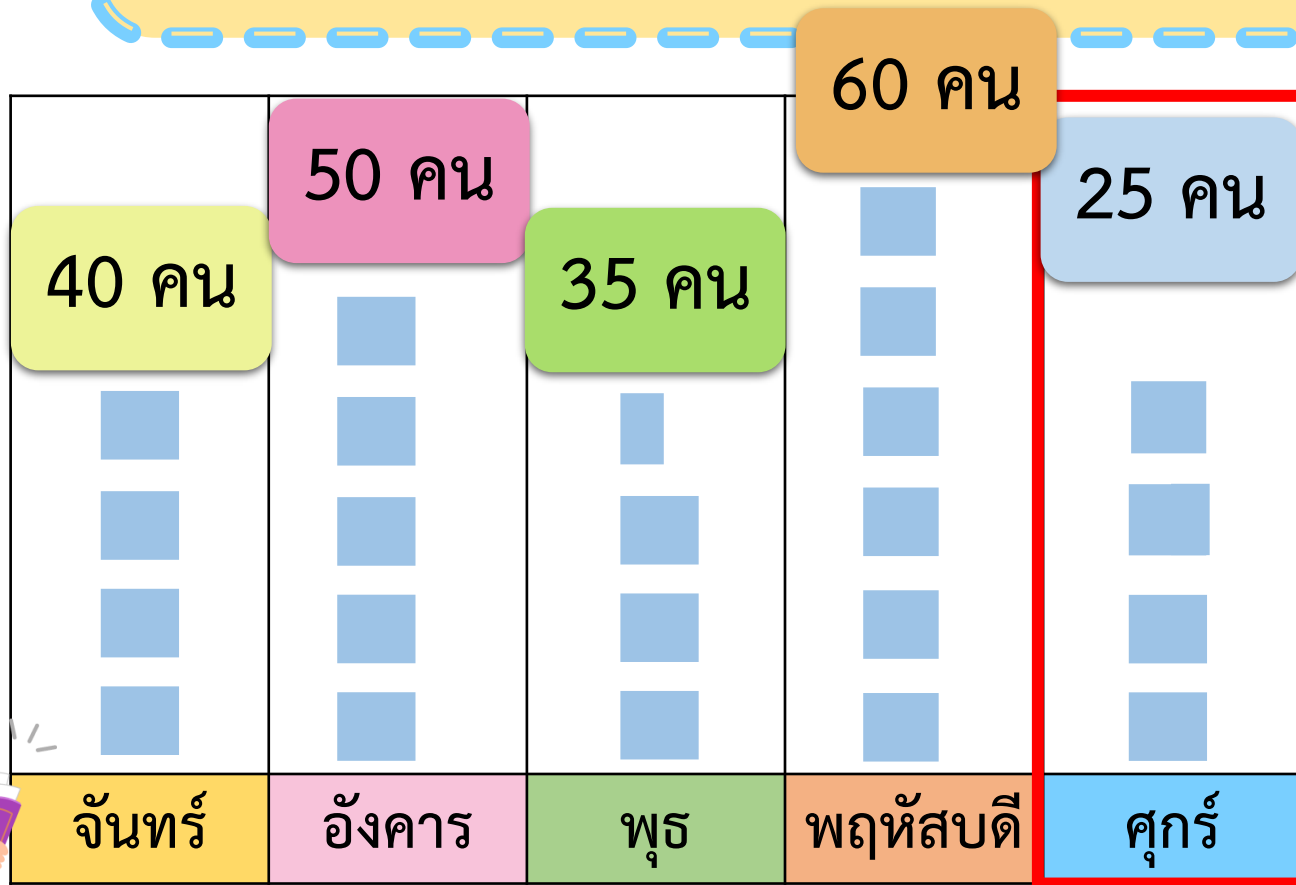 60 คน
50 คน
25 คน
40 คน
35 คน
จันทร์
อังคาร
พุธ
พฤหัสบดี
ศุกร์